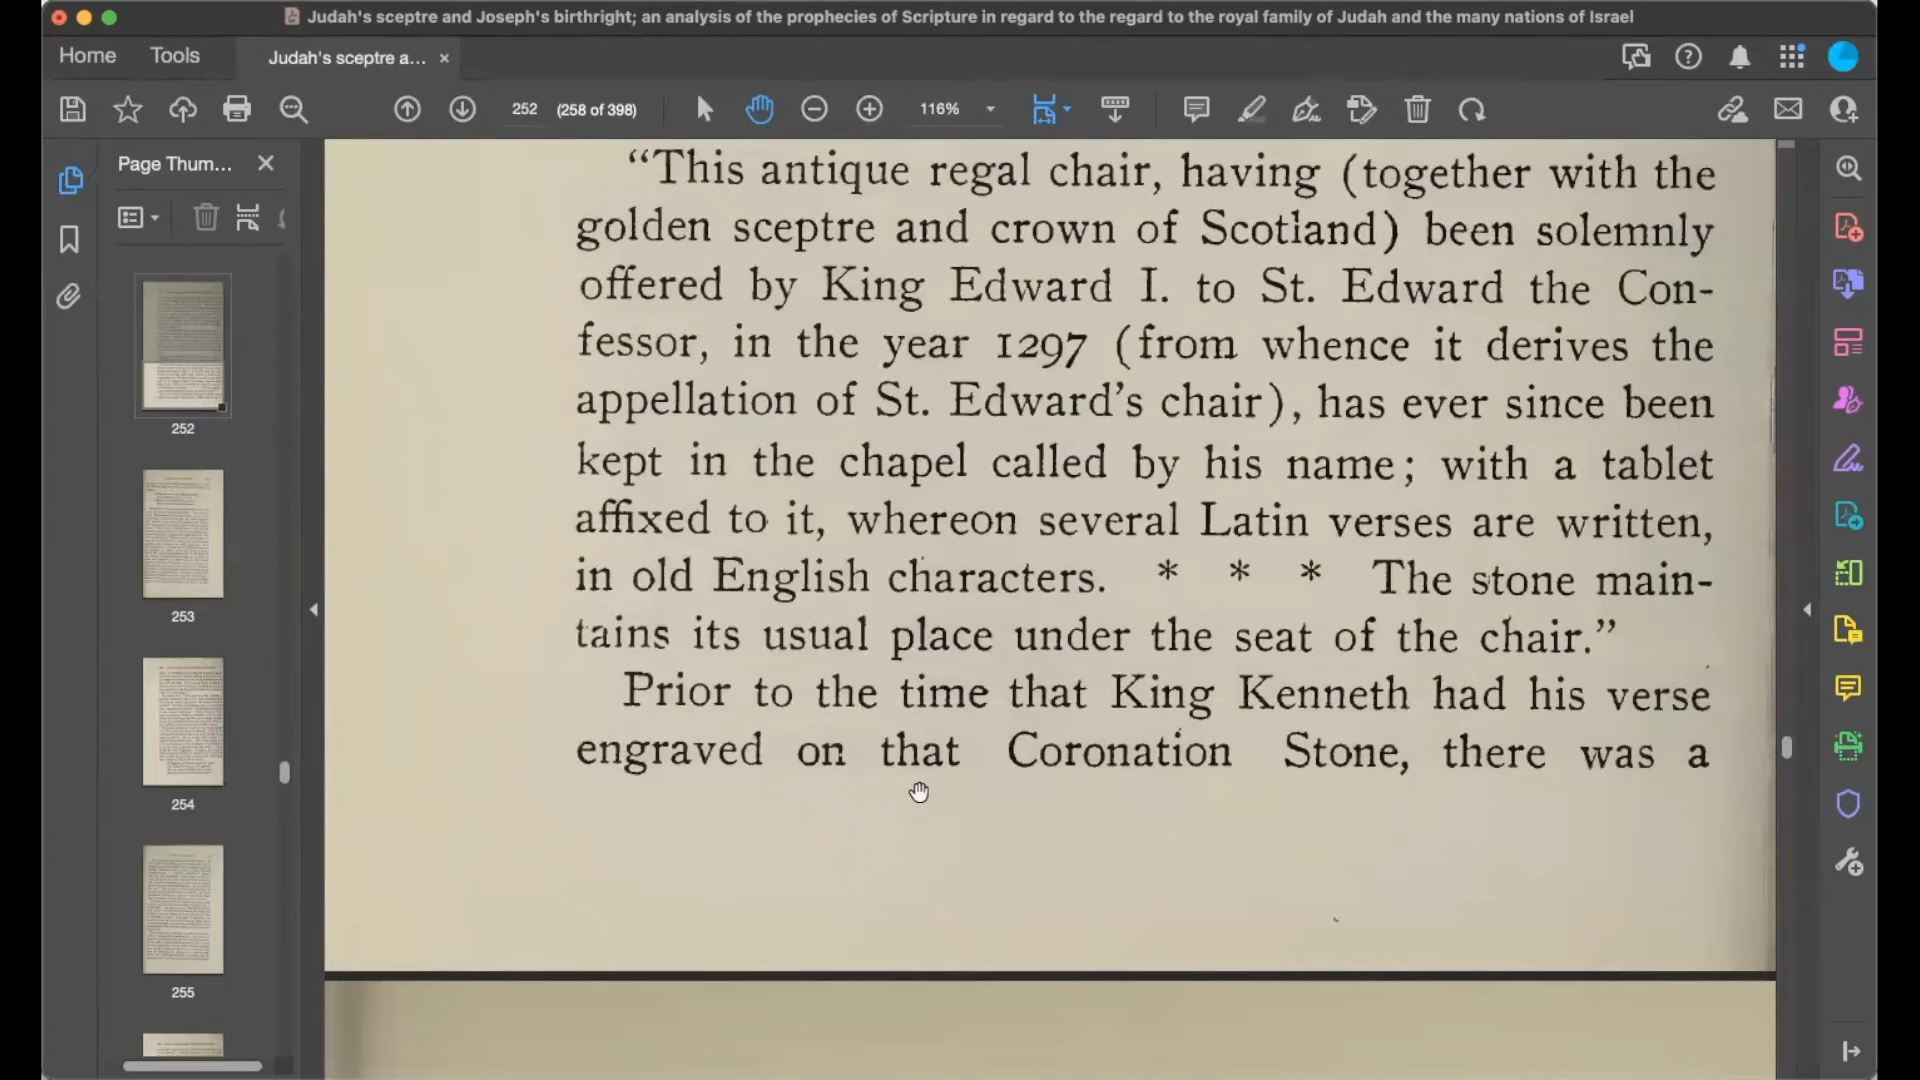 Judah's sceptre and Joseph's birthright; an analysis of the prophecies of Scripture in regard to the regard to the royal family of Judah and the many nations of Israel
Home
Tools
Judah's sceptre a...
252
(258 of 398)
116%
Page Thum...
252
253
254
255
“This antique regal chair, having (together with the
golden sceptre and crown of Scotland) been solemnly
offered by King Edward I. to St. Edward the Con-
fessor, in the year 1297 (from whence it derives the
appellation of St. Edward’s chair), has ever since been
kept in the chapel called by his name; with a tablet
affixed to it, whereon several Latin verses are written,
in old English characters. * * * The stone main-
tains its usual place under the seat of the chair.”
Prior to the time that King Kenneth had his verse
engraved on that Coronation Stone, there was a